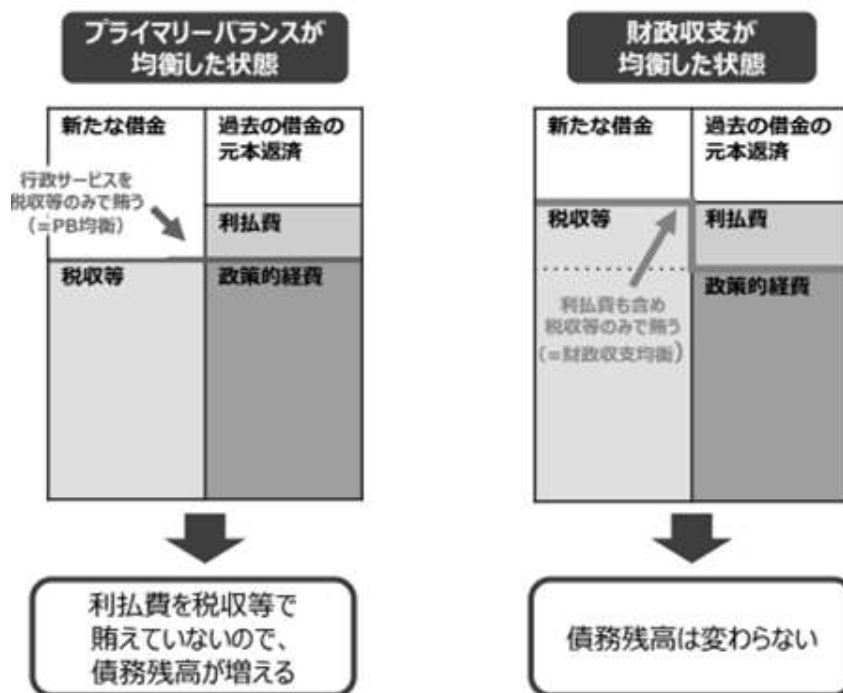 プライマリーバランスが
均衡した状態
新たな借金
過去の借金の
元本返済
行政サービスを
税収等のみで賄う
(=PB均衡)
利払費
税収等
政策的経費
利払費を税収等で
賄えていないので、
債務残高が増える
財政収支が
均衡した状態
新たな借金
過去の借金の
元本返済
税収等
利払費
政策的経費
利払費も含め
税収等のみで賄う
(=財政収支均衡)
債務残高は変わらない